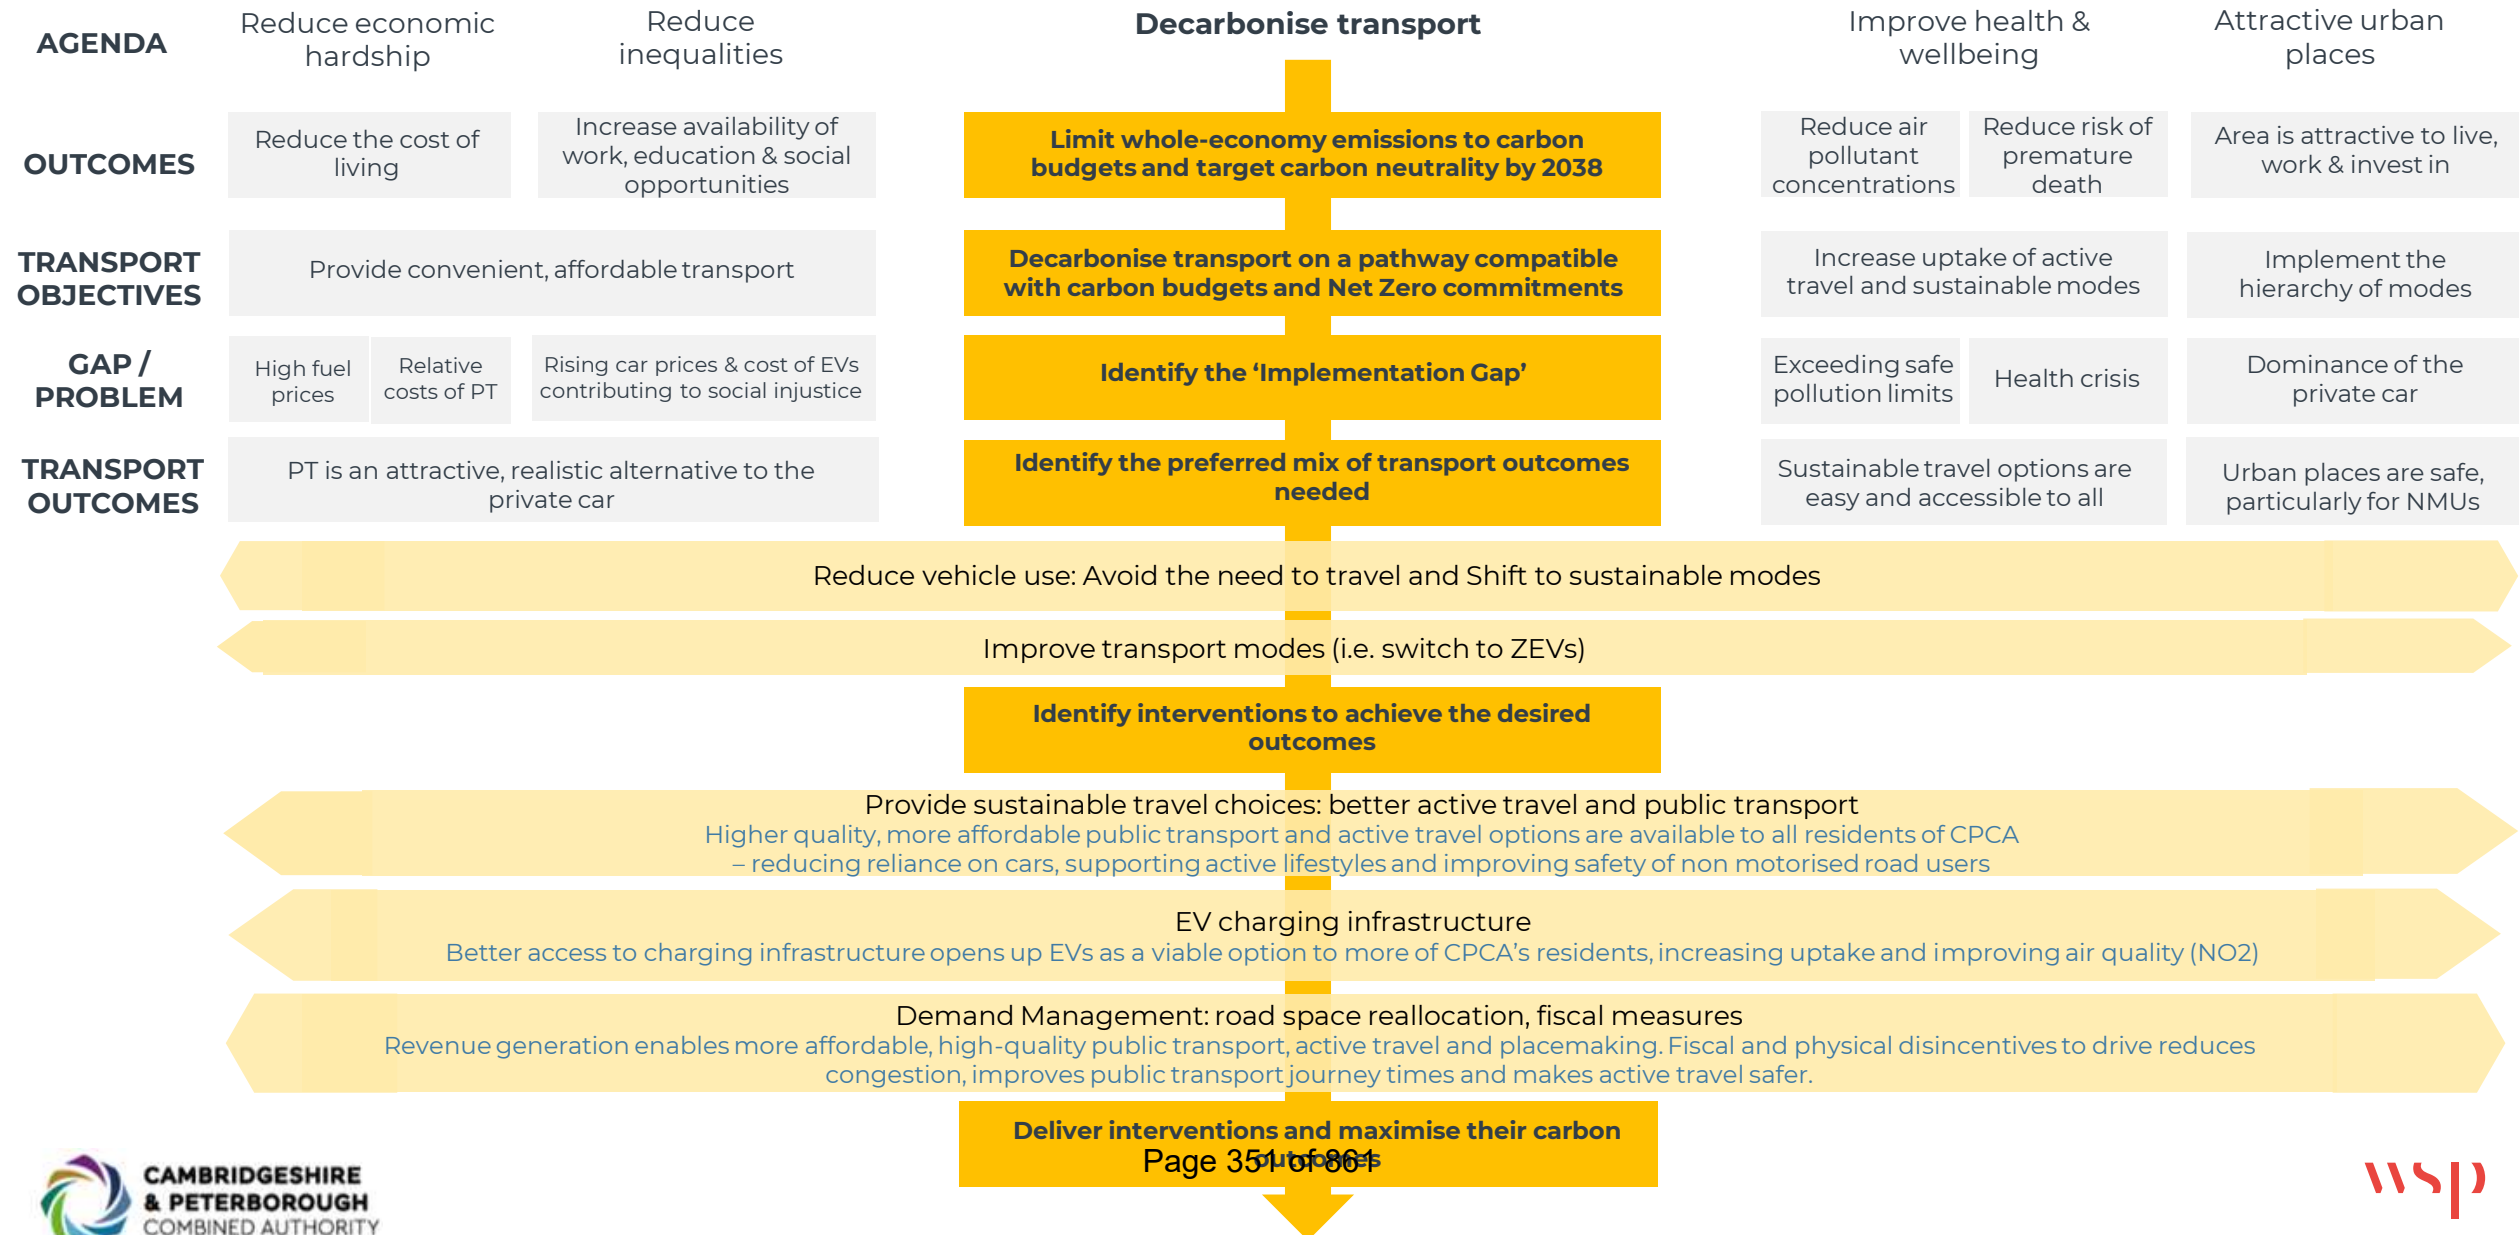 AGENDA
Reduce economic
hardship
Reduce
inequalities
Decarbonise transport
Improve health &
wellbeing
Attractive urban
places
OUTCOMES
Reduce the cost of
living
Increase availability of
work, education & social
opportunities
Limit whole-economy emissions to carbon
budgets and target carbon neutrality by 2038
Reduce air
pollutant
concentrations
Reduce risk of
premature
death
Area is attractive to live,
work & invest in
TRANSPORT
OBJECTIVES
Provide convenient, affordable transport
Decarbonise transport on a pathway compatible
with carbon budgets and Net Zero commitments
Increase uptake of active
travel and sustainable modes
Implement the
hierarchy of modes
GAP /
PROBLEM
High fuel
prices
Relative
costs of PT
Rising car prices & cost of EVs
contributing to social injustice
Identify the ‘Implementation Gap’
Exceeding safe
pollution limits
Health crisis
Dominance of the
private car
TRANSPORT
OUTCOMES
PT is an attractive, realistic alternative to the
private car
Identify the preferred mix of transport outcomes
needed
Sustainable travel options are
easy and accessible to all
Urban places are safe,
particularly for NMUs
Reduce vehicle use: Avoid the need to travel and Shift to sustainable modes
Improve transport modes (i.e. switch to ZEVs)
Identify interventions to achieve the desired
outcomes
Provide sustainable travel choices: better active travel and public transport
Higher quality, more affordable public transport and active travel options are available to all residents of CPCA
– reducing reliance on cars, supporting active lifestyles and improving safety of non motorised road users
EV charging infrastructure
Better access to charging infrastructure opens up EVs as a viable option to more of CPCA’s residents, increasing uptake and improving air quality (NO2)
Demand Management: road space reallocation, fiscal measures
Revenue generation enables more affordable, high-quality public transport, active travel and placemaking. Fiscal and physical disincentives to drive reduces
congestion, improves public transport journey times and makes active travel safer.
Deliver interventions and maximise their carbon
outcomes
Page 351 of 861
CAMBRIDGESHIRE
& PETERBOROUGH
COMBINED AUTHORITY
wsp